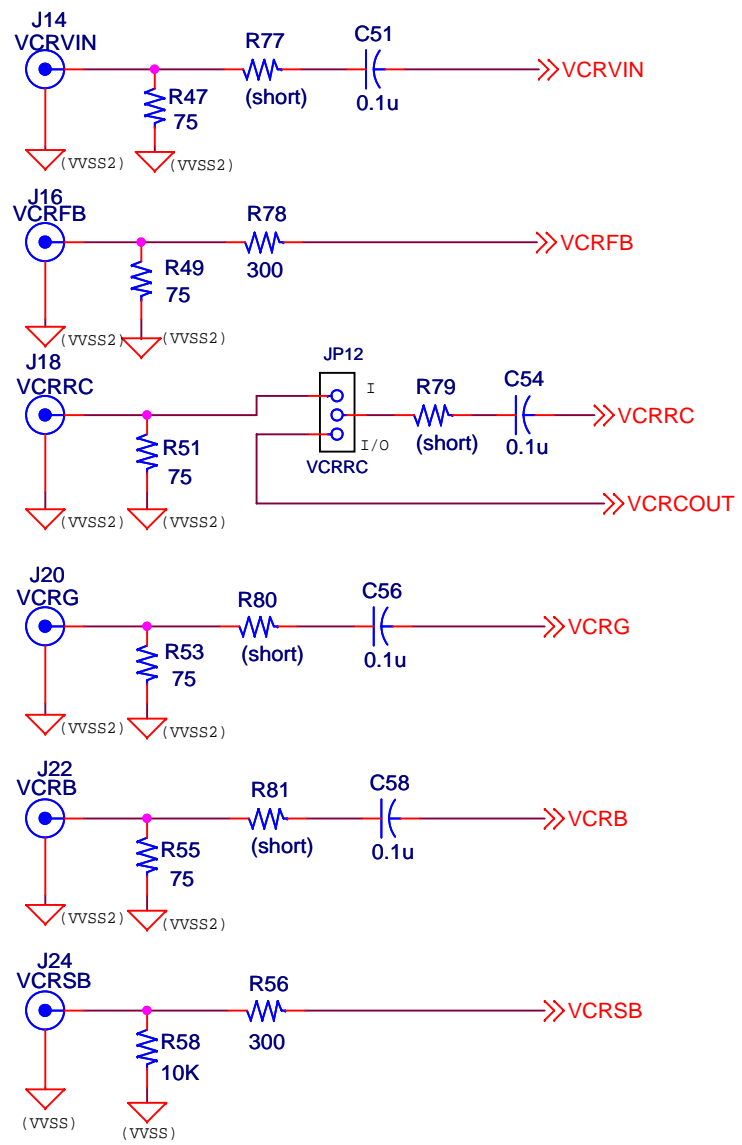 J14
VCRVIN
R77
(short)
C51
0.1u
VCRVIN
R47
75
(VVSS2)
(VVSS2)
J16
VCRFB
R78
300
VCRFB
R49
75
(VVSS2)
(VVSS2)
J18
VCRRC
JP12
I
I/O
VCRRC
R79
(short)
C54
0.1u
VCRRC
R51
75
(VVSS2)
(VVSS2)
VCRCOUT
J20
VCRG
R80
(short)
C56
0.1u
VCRG
R53
75
(VVSS2)
(VVSS2)
J22
VCRB
R81
(short)
C58
0.1u
VCRB
R55
75
(VVSS2)
(VVSS2)
J24
VCRSB
R56
300
VCRSB
R58
10K
(VVSS)
(VVSS)